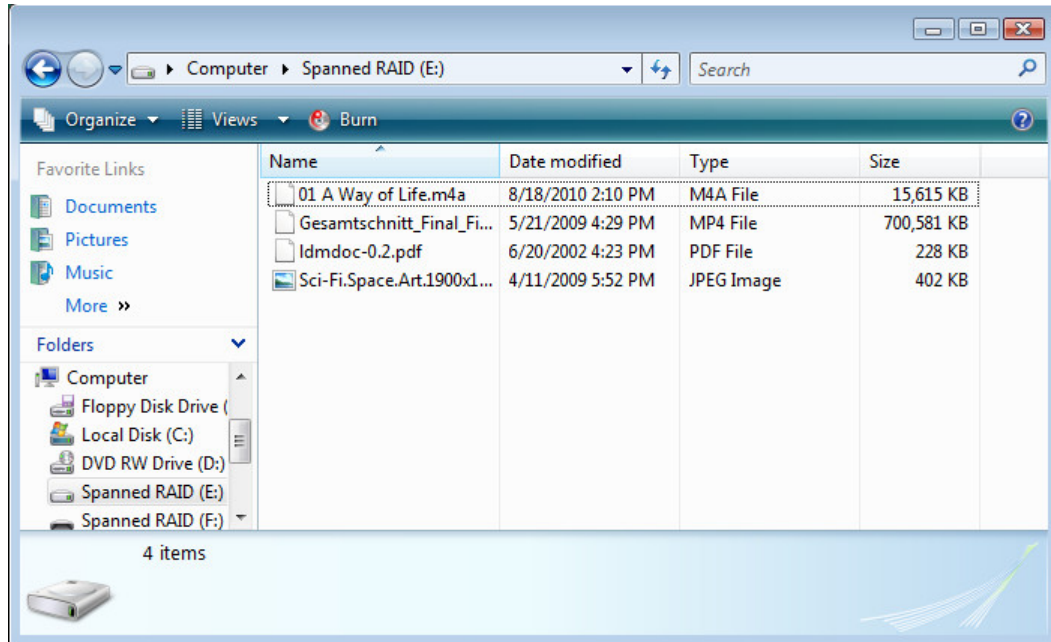 Computer ▸ Spanned RAID (E:) Search
Organize Views Burn
Favorite Links
Documents
Pictures
Music
More »
Folders
Computer
Floppy Disk Drive (
Local Disk (C:)
DVD RW Drive (D:)
Spanned RAID (E:)
Spanned RAID (F:)
Name Date modified Type Size
01 A Way of Life.m4a 8/18/2010 2:10 PM M4A File 15,615 KB
Gesamtschnitt_Final_Fi... 5/21/2009 4:29 PM MP4 File 700,581 KB
ldmdoc-0.2.pdf 6/20/2002 4:23 PM PDF File 228 KB
Sci-Fi.Space.Art.1900x1... 4/11/2009 5:52 PM JPEG Image 402 KB
4 items